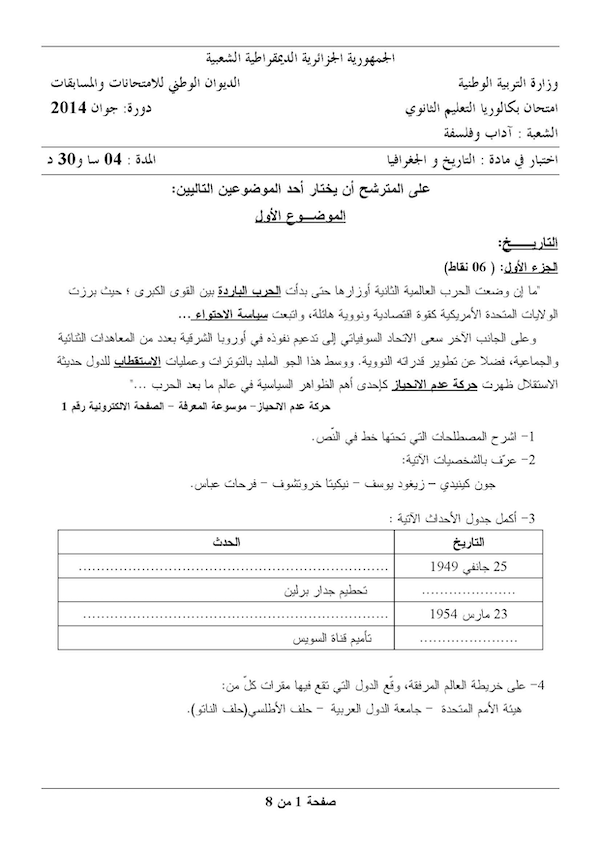 الجمهورية الجزائرية الديمقراطية الشعبية
وزارة التربية الوطنية الديوان الوطني للامتحانات والمسابقات
امتحان بكالوريا التعليم الثانوي دورة: جوان 2014
الشعبة : آداب وفلسفة
اختبار في مادة : التاريخ و الجغرافيا المدة : 04 سا و30 د
على المترشح أن يختار أحد الموضوعين التاليين:
الموضـــوع الأول
التاريـــــخ:
الجزء الأول: ( 06 نقاط)
"ما إن وضعت الحرب العالمية الثانية أوزارها حتى بدأت الحرب الباردة بين القوى الكبرى ؛ حيث برزت
الولايات المتحدة الأمريكية كقوة اقتصادية ونووية هائلة، واتبعت سياسة الاحتواء ...
وعلى الجانب الآخر سعى الاتحاد السوفياتي إلى تدعيم نفوذه في أوروبا الشرقية بعدد من المعاهدات الثنائية
والجماعية، فضلا عن تطوير قدراته النووية. ووسط هذا الجو الملبد بالتوترات وعمليات الاستقطاب للدول حديثة
الاستقلال ظهرت حركة عدم الانحياز كإحدى أهم الظواهر السياسية في عالم ما بعد الحرب ..."
حركة عدم الانحياز- موسوعة المعرفة - الصفحة الالكترونية رقم 1
1- اشرح المصطلحات التي تحتها خط في النّص.
2- عرّف بالشخصيات الآتية:
جون كينيدي – زيغود يوسف - نيكيتا خروتشوف - فرحات عباس.
3- أكمل جدول الأحداث الآتية :
التاريخ الحدث
25 جانفي 1949 ......................................................................
..................... تحطيم جدار برلين
23 مارس 1954 ......................................................................
..................... تأميم قناة السويس
4- على خريطة العالم المرفقة، وقّع الدول التي تقع فيها مقرات كلّ من:
هيئة الأمم المتحدة - جامعة الدول العربية - حلف الأطلسي(حلف الناتو).
صفحة 1 من 8